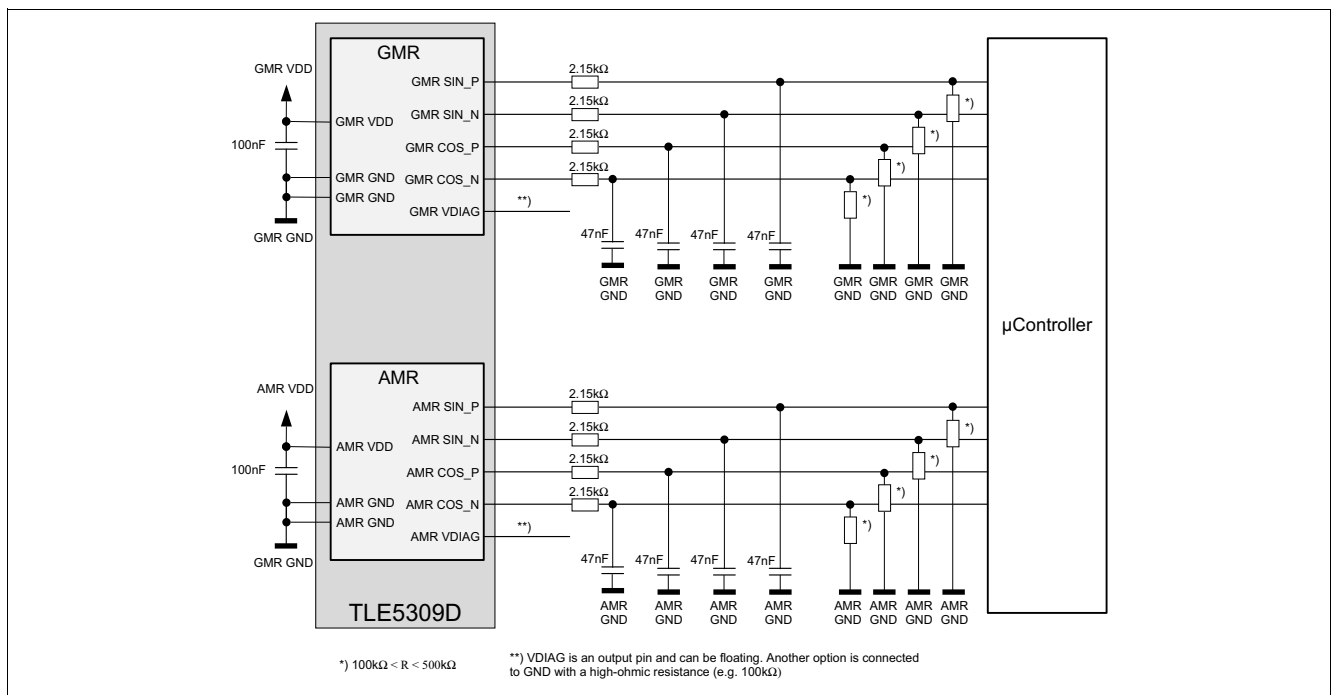 GMR
GMR VDD
GMR SIN_P
2.15kΩ
*)
GMR SIN_N
2.15kΩ
*)
GMR VDD
100nF
GMR COS_P
2.15kΩ
*)
GMR GND
GMR COS_N
2.15kΩ
*)
GMR GND
GMR VDIAG
**)
GMR GND
47nF
47nF
47nF
47nF
GMR GND
GMR GND
GMR GND
GMR GND
GMR GND
GMR GND
GMR GND
GMR GND
µController
AMR
AMR VDD
AMR SIN_P
2.15kΩ
*)
AMR SIN_N
2.15kΩ
*)
AMR VDD
100nF
AMR COS_P
2.15kΩ
*)
AMR GND
AMR COS_N
2.15kΩ
*)
AMR GND
AMR VDIAG
**)
GMR GND
47nF
47nF
47nF
47nF
AMR GND
AMR GND
AMR GND
AMR GND
AMR GND
AMR GND
AMR GND
AMR GND
TLE5309D
*) 100kΩ < R < 500kΩ
**) VDIAG is an output pin and can be floating. Another option is connected
to GND with a high-ohmic resistance (e.g. 100kΩ)